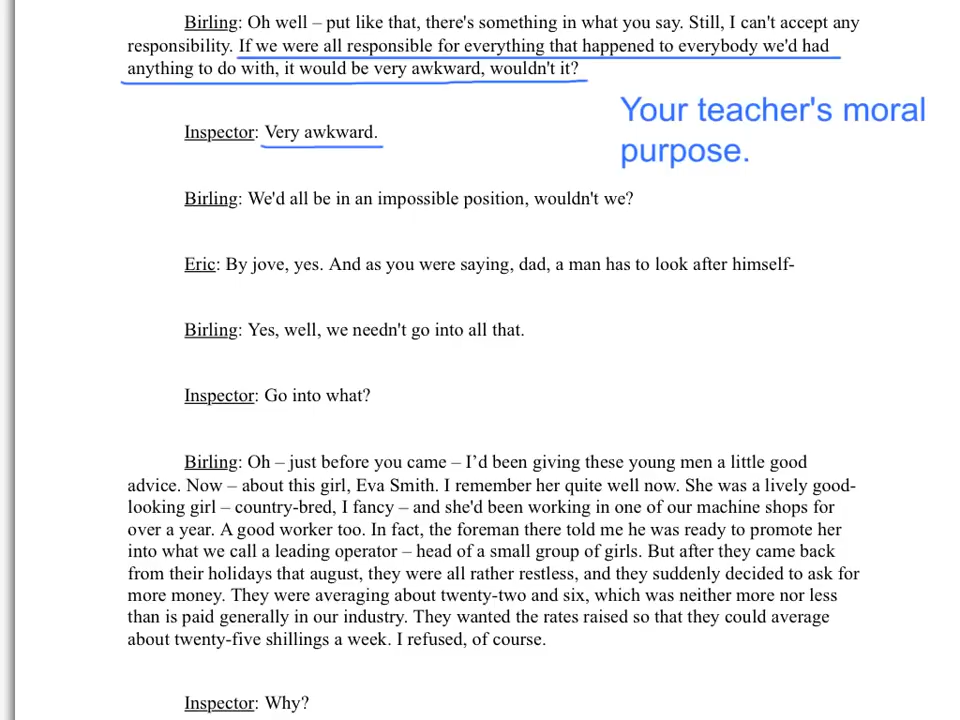 Birling: Oh well – put like that, there's something in what you say. Still, I can't accept any
responsibility. If we were all responsible for everything that happened to everybody we'd had
anything to do with, it would be very awkward, wouldn't it?
Your teacher's moral
purpose.
Inspector: Very awkward.
Birling: We'd all be in an impossible position, wouldn't we?
Eric: By jove, yes. And as you were saying, dad, a man has to look after himself-
Birling: Yes, well, we needn't go into all that.
Inspector: Go into what?
Birling: Oh – just before you came – I’d been giving these young men a little good
advice. Now – about this girl, Eva Smith. I remember her quite well now. She was a lively good-
looking girl – country-bred, I fancy – and she'd been working in one of our machine shops for
over a year. A good worker too. In fact, the foreman there told me he was ready to promote her
into what we call a leading operator – head of a small group of girls. But after they came back
from their holidays that august, they were all rather restless, and they suddenly decided to ask for
more money. They were averaging about twenty-two and six, which was neither more nor less
than is paid generally in our industry. They wanted the rates raised so that they could average
about twenty-five shillings a week. I refused, of course.
Inspector: Why?